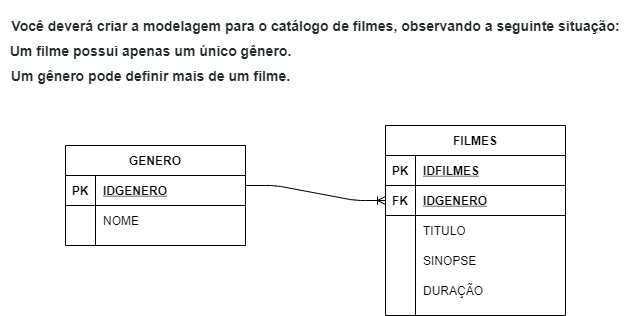 Você deverá criar a modelagem para o catálogo de filmes, observando a seguinte situação:
Um filme possui apenas um único gênero.
Um gênero pode definir mais de um filme.
GENERO
PK IDGENERO
NOME
FILMES
PK IDFILMES
FK IDGENERO
TITULO
SINOPSE
DURAÇÃO